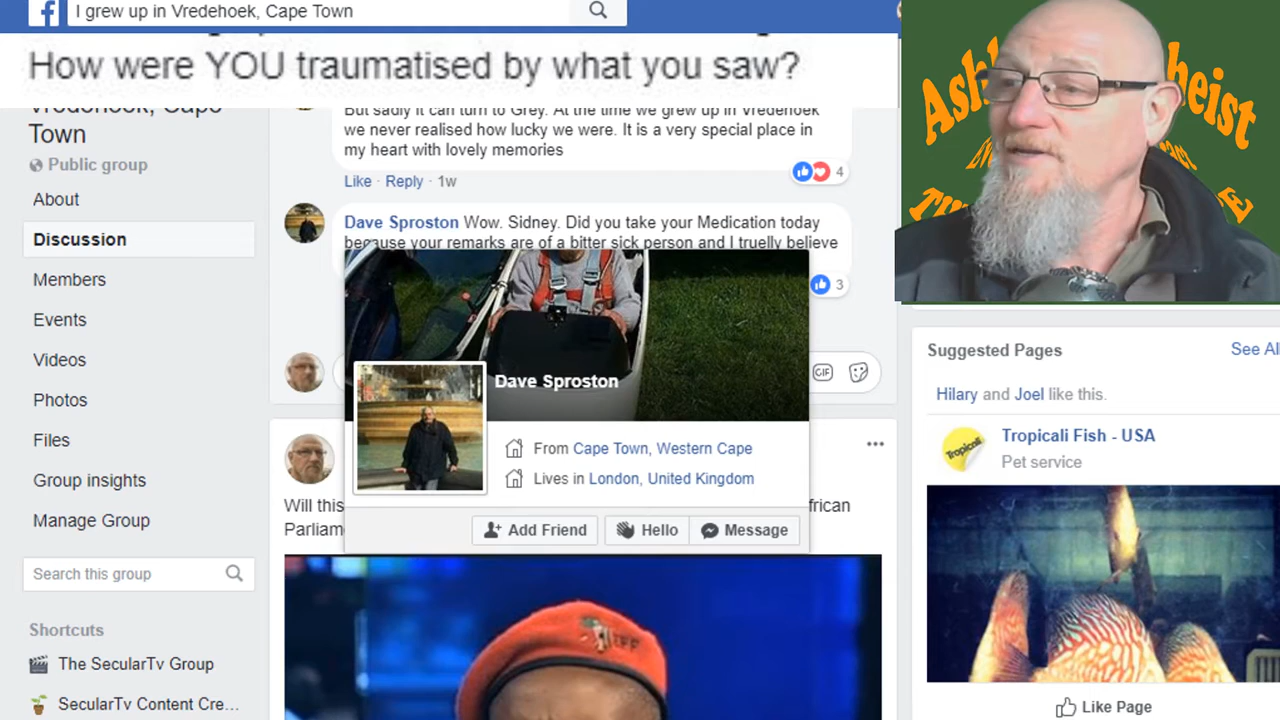 I grew up in Vredehoek, Cape Town
How were YOU traumatised by what you saw?
Vredehoek, Cape
Town
Public group
About
Discussion
Members
Events
Videos
Photos
Files
Group insights
Manage Group
Search this group
Shortcuts
The SecularTv Group
SecularTv Content Cre...
But sadly it can turn to Grey. At the time we grew up in Vredehoek
we never realised how lucky we were. It is a very special place in
my heart with lovely memories
Like · Reply · 1w
4
Dave Sproston Wow. Sidney. Did you take your Medication today
because your remarks are of a bitter sick person and I truelly believe
3
Dave Sproston
From Cape Town, Western Cape
Lives in London, United Kingdom
Add Friend
Hello
Message
GIF
Will this
frican
Parliam
EFF
Ash
heist
Suggested Pages
See All
Hilary and Joel like this.
Tropicali
Tropicali Fish - USA
Pet service
Like Page